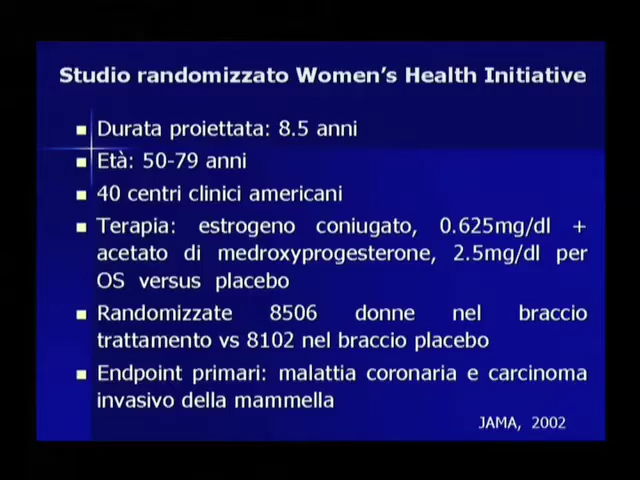 Studio randomizzato Women's Health Initiative
Durata proiettata: 8.5 anni
Età: 50-79 anni
40 centri clinici americani
Terapia: estrogeno coniugato, 0.625mg/dl +
acetato di medroxyprogesterone, 2.5mg/dl per
OS versus placebo
Randomizzate 8506 donne nel braccio
trattamento vs 8102 nel braccio placebo
Endpoint primari: malattia coronaria e carcinoma
invasivo della mammella
JAMA, 2002